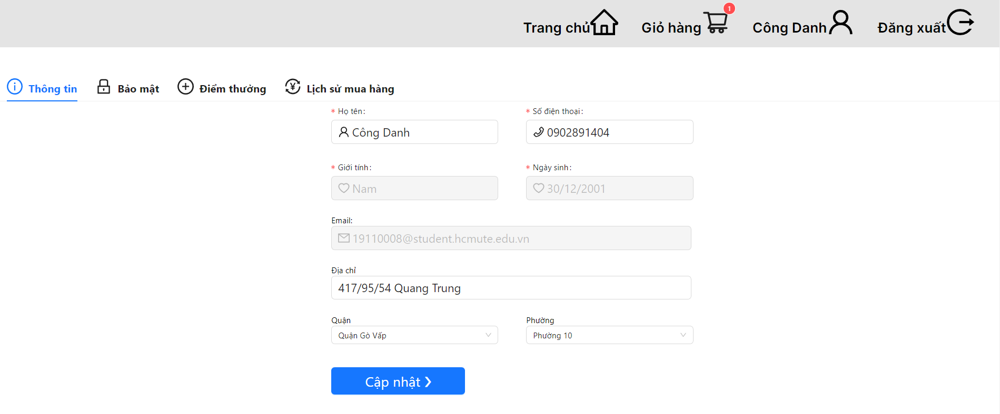 Trang chủ Giỏ hàng 1 Công Danh Đăng xuất
Thông tin Bảo mật Điểm thưởng Lịch sử mua hàng
* Họ tên: * Số điện thoại:
Công Danh 0902891404
* Giới tính: * Ngày sinh:
Nam 30/12/2001
Email:
19110008@student.hcmute.edu.vn
Địa chỉ
417/95/54 Quang Trung
Quận Phường
Quận Gò Vấp Phường 10
Cập nhật ❯